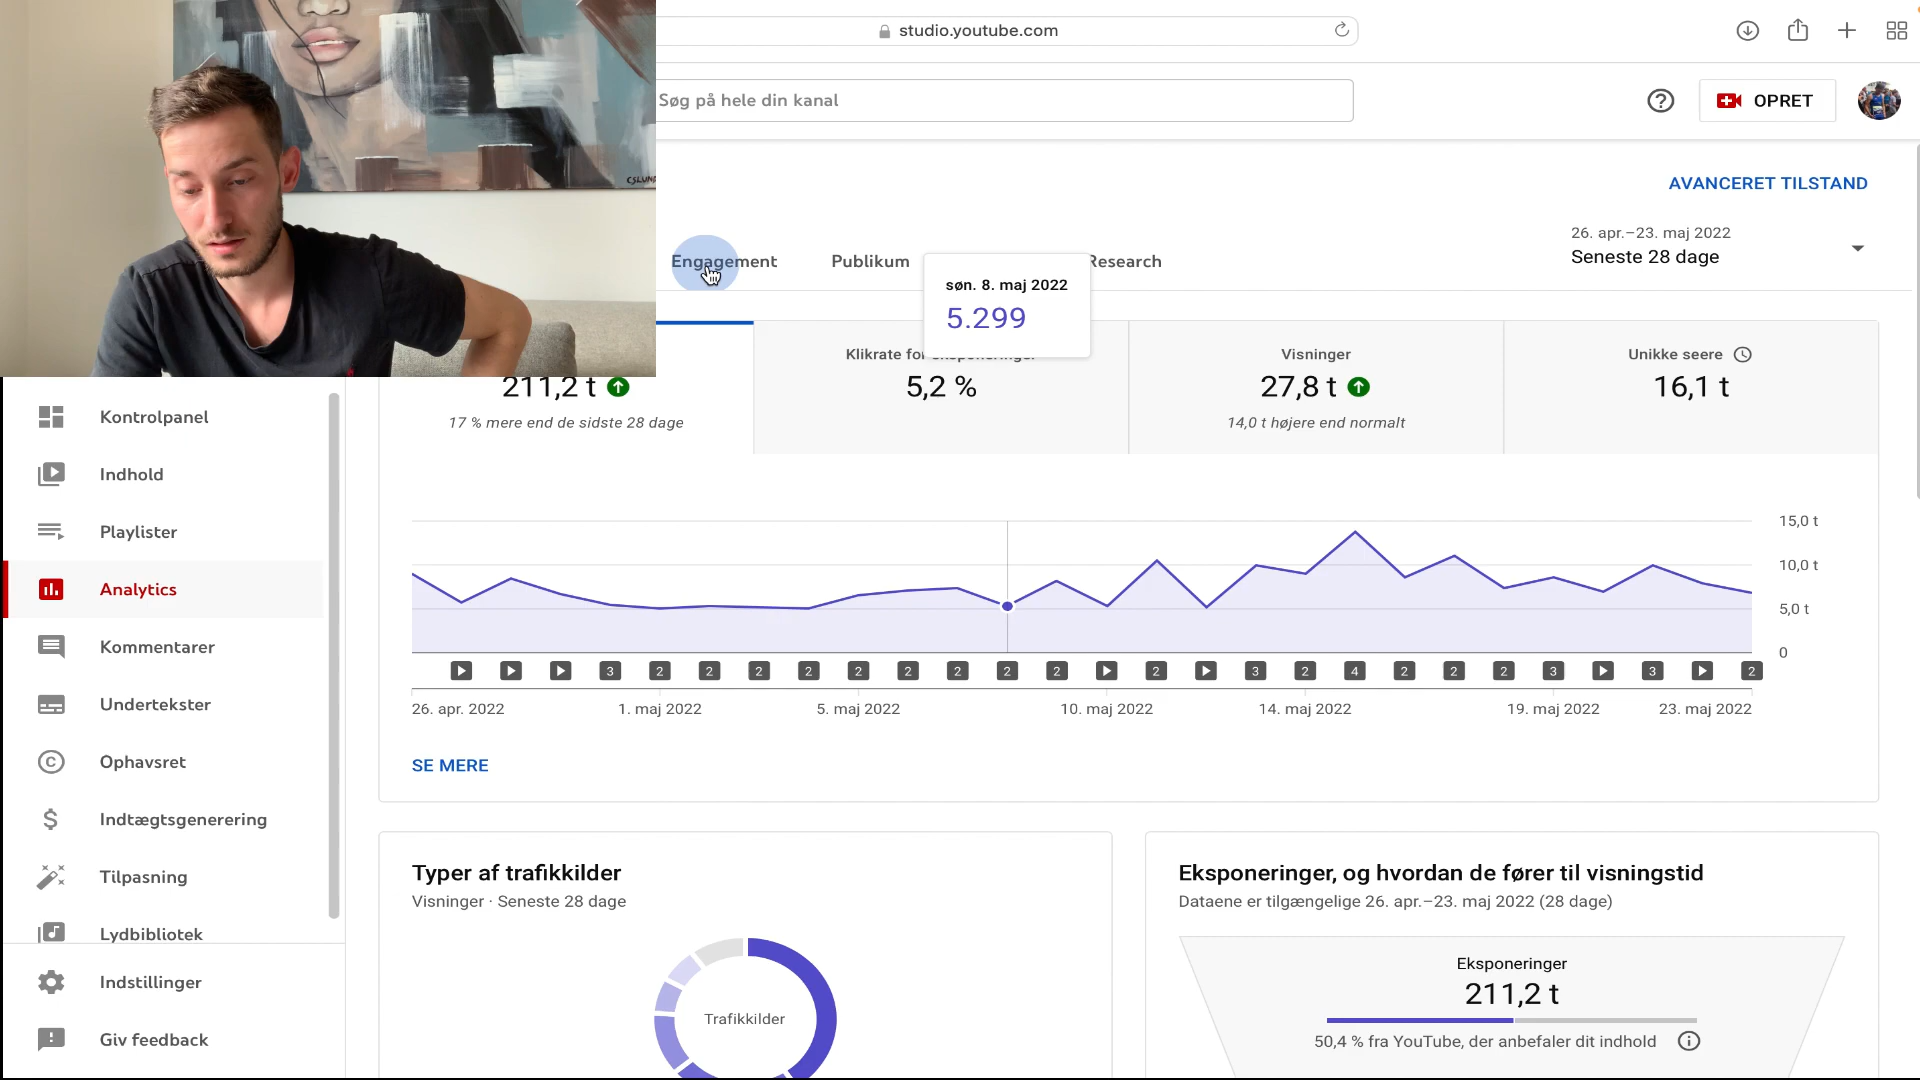 studio.youtube.com
Søg på hele din kanal
OPRET
CSLUND
AVANCERET TILSTAND
26. apr.–23. maj 2022
Seneste 28 dage
Engagement
Publikum
Research
søn. 8. maj 2022
5.299
211,2 t
17 % mere end de sidste 28 dage
Klikrate for eksponeringer
5,2 %
Visninger
27,8 t
14,0 t højere end normalt
Unikke seere
16,1 t
Kontrolpanel
Indhold
Playlister
Analytics
Kommentarer
Undertekster
Ophavsret
Indtægtsgenerering
Tilpasning
Lydbibliotek
Indstillinger
Giv feedback
15,0 t
10,0 t
5,0 t
0
3 2 2 2 2 2 2 2 2 2 2 3 2 4 2 2 2 3 3 2
26. apr. 2022
1. maj 2022
5. maj 2022
10. maj 2022
14. maj 2022
19. maj 2022
23. maj 2022
SE MERE
Typer af trafikkilder
Visninger · Seneste 28 dage
Trafikkilder
Eksponeringer, og hvordan de fører til visningstid
Dataene er tilgængelige 26. apr.–23. maj 2022 (28 dage)
Eksponeringer
211,2 t
50,4 % fra YouTube, der anbefaler dit indhold